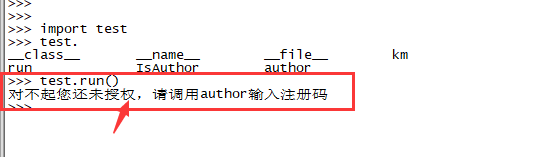 >>>
>>>
>>> import test
>>> test.
__class__ __name__ __file__ km
run IsAuthor author
>>> test.run()
对不起您还未授权，请调用author输入注册码
>>>